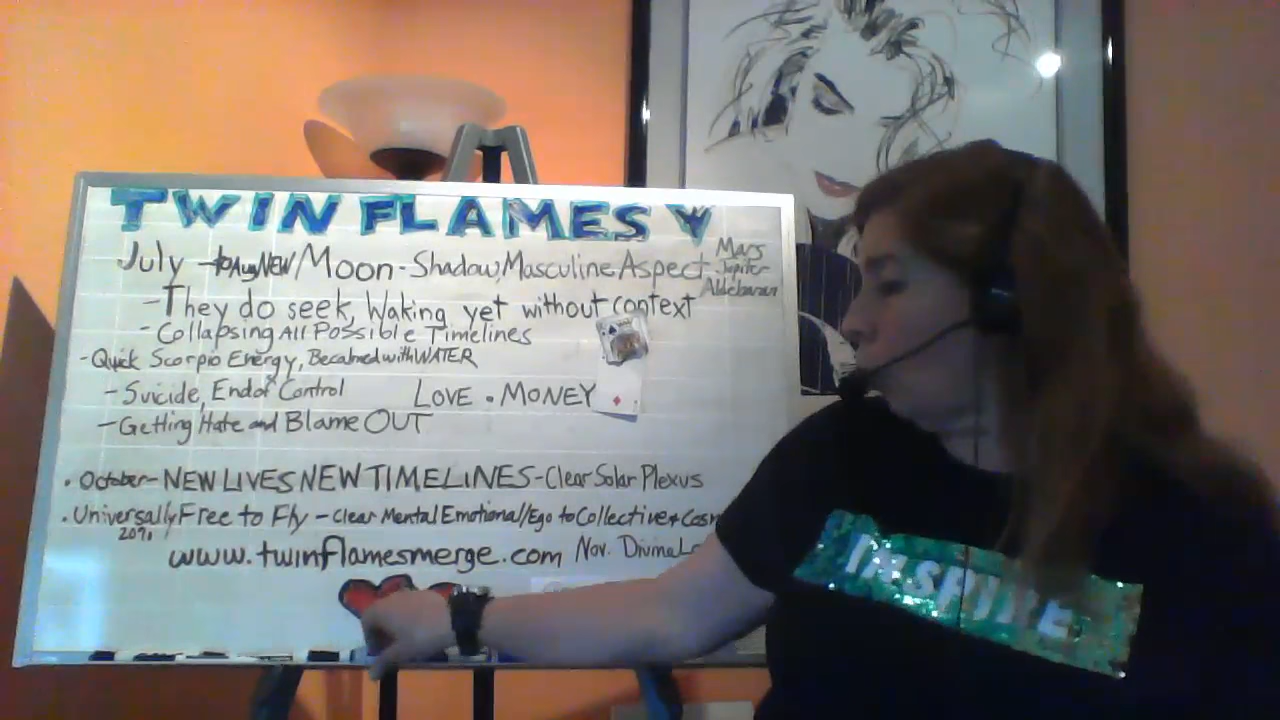 TWIN FLAMES
July to Aug NEW/Moon - Shadow, Masculine Aspect
Mars
Jupiter
Aldebaran
- They do seek, Waking yet without context
- Collapsing All Possible Timelines
- Quick Scorpio Energy, Becalmed with WATER
- Suicide, End of Control LOVE . MONEY
- Getting Hate and Blame OUT
. October - NEW LIVES NEW TIMELINES - Clear Solar Plexus
. Universally Free to Fly - Clear Mental Emotional/Ego to Collective +
20%
www.twinflamesmerge.com Nov. Divine
INSPIRE